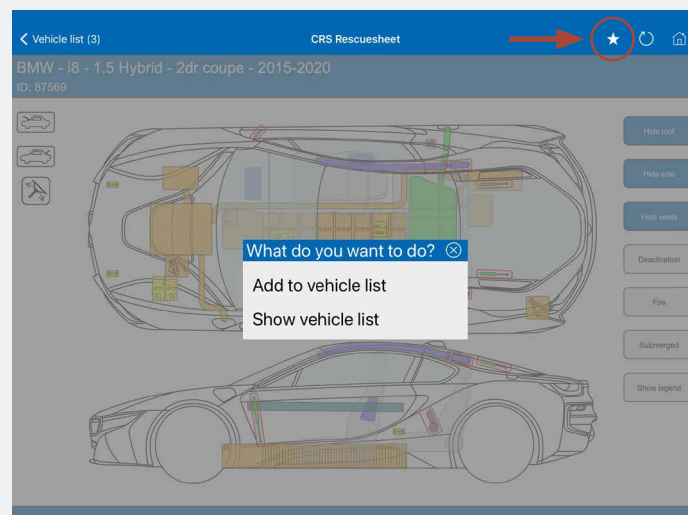 Vehicle list (3)
CRS Rescuesheet
BMW - i8 - 1.5 Hybrid - 2dr coupe - 2015-2020
ID: 87569
Hide roof
Hide side
Hide seats
Deactivation
Fire
Submerged
Show legend
What do you want to do?
Add to vehicle list
Show vehicle list